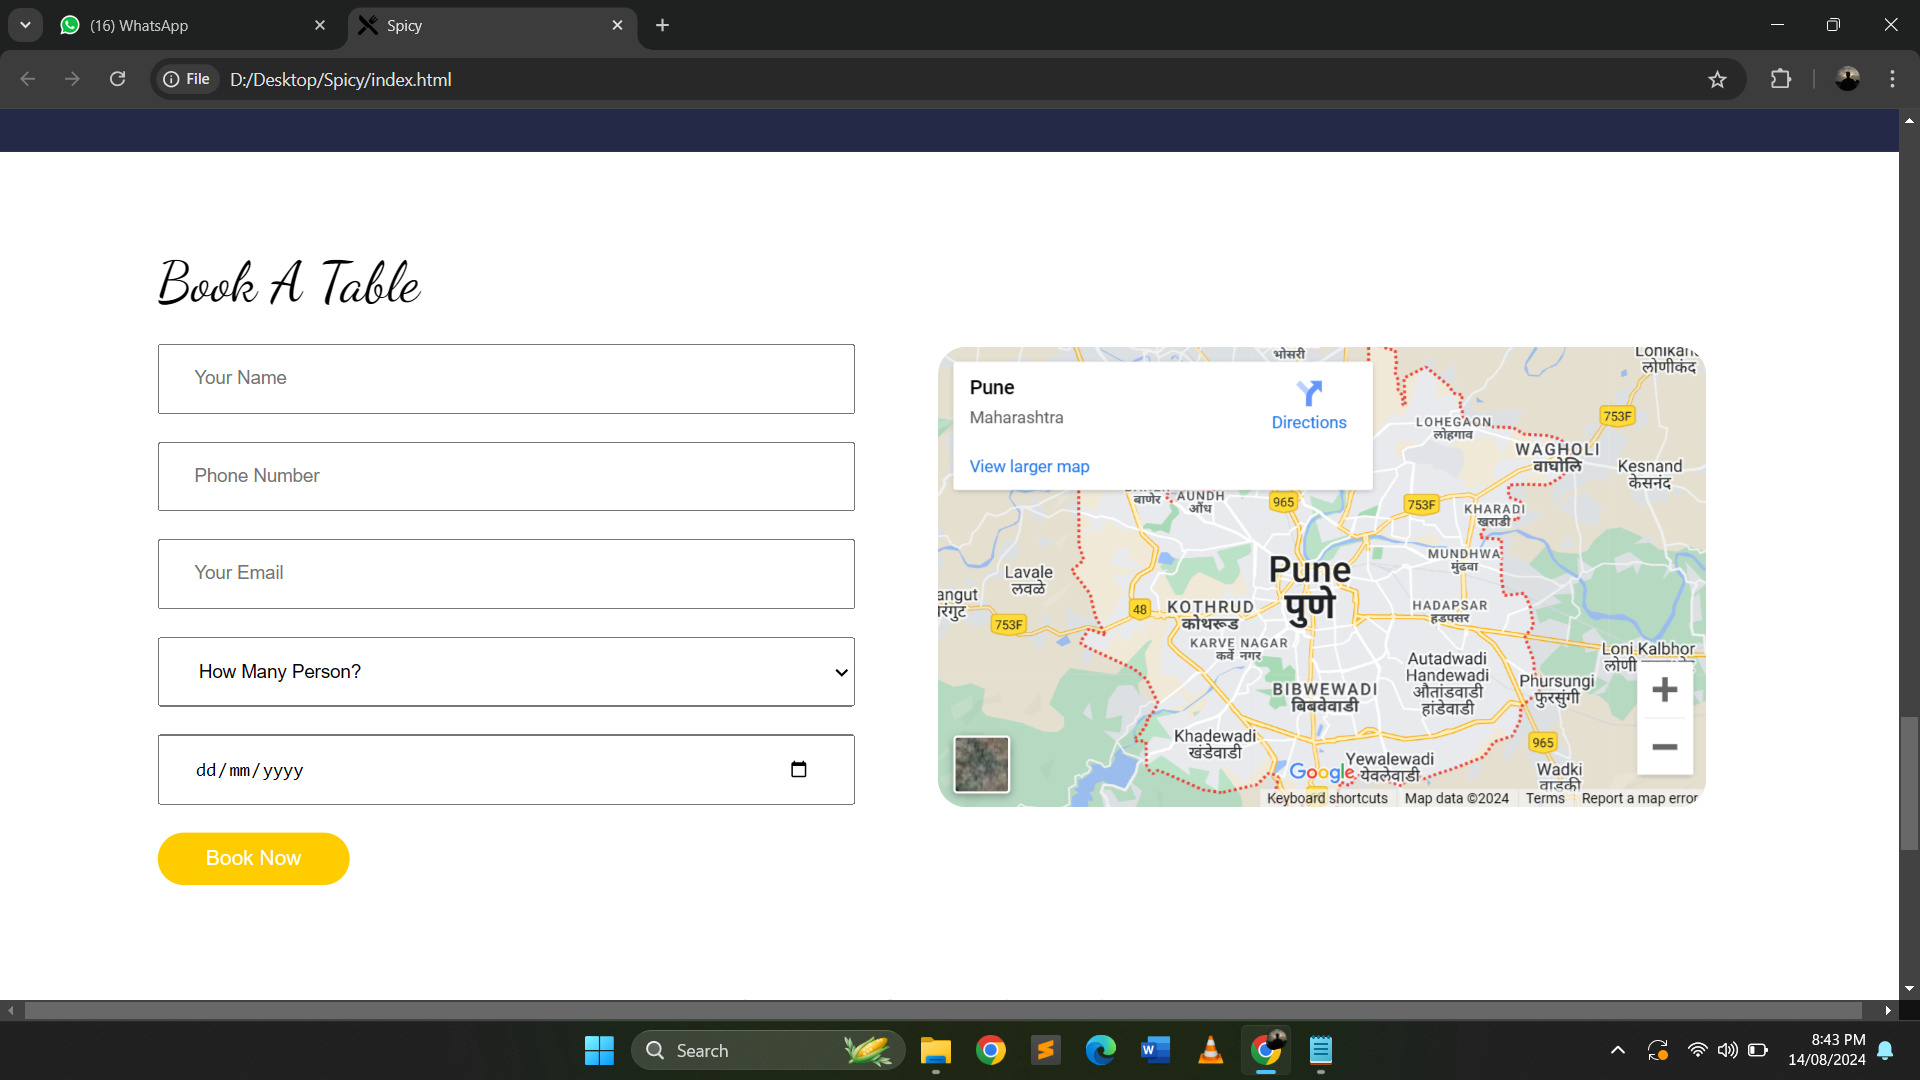 (16) WhatsApp
Spicy
File
D:/Desktop/Spicy/index.html
Book A Table
Your Name
Phone Number
Your Email
How Many Person?
dd/mm/yyyy
Book Now
Pune
Maharashtra
Directions
View larger map
भोसरी
लोणीकंद
LOHEGAON
लोहगाव
753F
WAGHOLI
वाघोलि
Kesnand
केसनंद
बाणेर
AUNDH
औंध
965
753F
KHARADI
खराडी
MUNDHWA
मुंढवा
Pune
पुणे
Lavale
लवळे
753F
48
KOTHRUD
कोथरूड
KARVE NAGAR
कर्वे नगर
HADAPSAR
हडपसर
Loni Kalbhor
लोणी
Autadwadi
Handewadi
औतांडवाडी
हांडेवाडी
Phursungi
फुरसुंगी
BIBWEWADI
बिबवेवाडी
Khadewadi
खंडेवाडी
965
Yewalewadi
येवलेवाडी
Wadki
वाडकी
Google
Keyboard shortcuts
Map data ©2024
Terms
Report a map error
Search
8:43 PM
14/08/2024